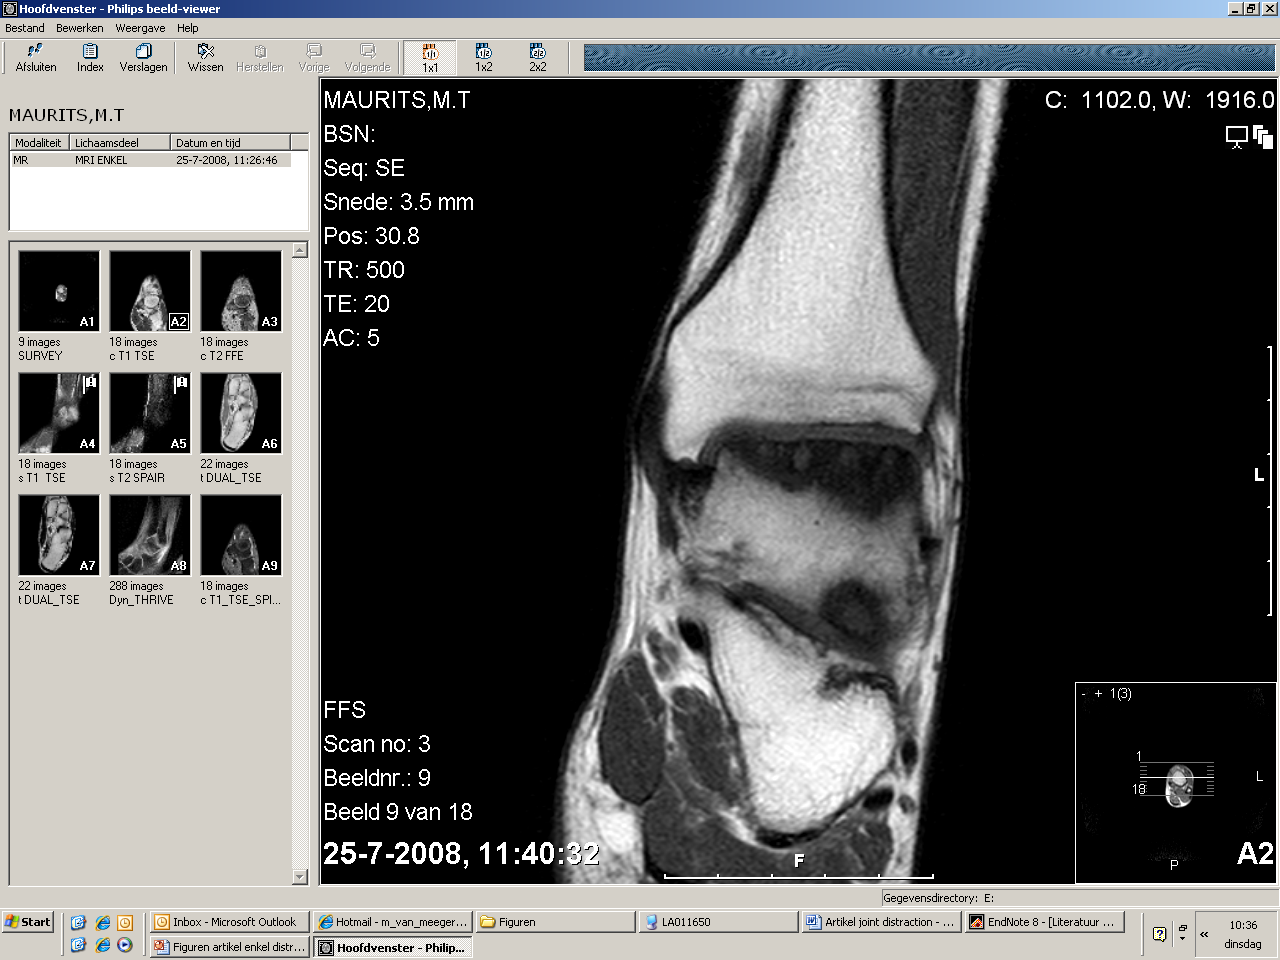 Hoofdvenster - Philips beeld-viewer
Bestand Bewerken Weergave Help
Afsluiten Index Verslagen Wissen Herstellen Vorige Volgende 1x1 1x2 2x2
MAURITS,M.T
Modaliteit Lichaamsdeel Datum en tijd
MR MRI ENKEL 25-7-2008, 11:26:46
A1 A2 A3
9 images 18 images 18 images
SURVEY c T1 TSE c T2 FFE
A4 A5 A6
18 images 18 images 22 images
s T1 TSE s T2 SPAIR t DUAL_TSE
A7 A8 A9
22 images 288 images 18 images
t DUAL_TSE Dyn_THRIVE c T1_TSE_SPI...
MAURITS,M.T
C: 1102.0, W: 1916.0
BSN:
Seq: SE
Snede: 3.5 mm
Pos: 30.8
TR: 500
TE: 20
AC: 5
L
FFS
Scan no: 3
Beeldnr.: 9
Beeld 9 van 18
25-7-2008, 11:40:32
F
- + 1(3)
1
L
18
P
A2
Gegevensdirectory: E:
Start
Inbox - Microsoft Outlook
Hotmail - m_van_meeger...
Figuren
LA011650
Artikel joint distraction - ...
EndNote 8 - [Literatuur ...
10:36
Figuren artikel enkel distr...
Hoofdvenster - Philip...
dinsdag